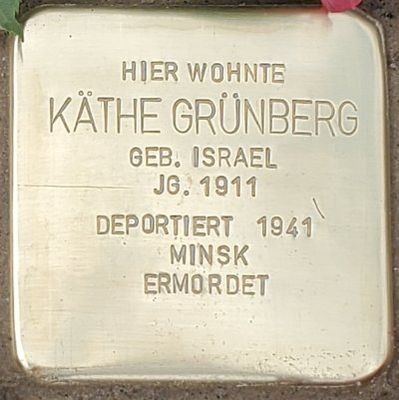 HIER WOHNTE
KÄTHE GRÜNBERG
GEB. ISRAEL
JG. 1911
DEPORTIERT 1941
MINSK
ERMORDET